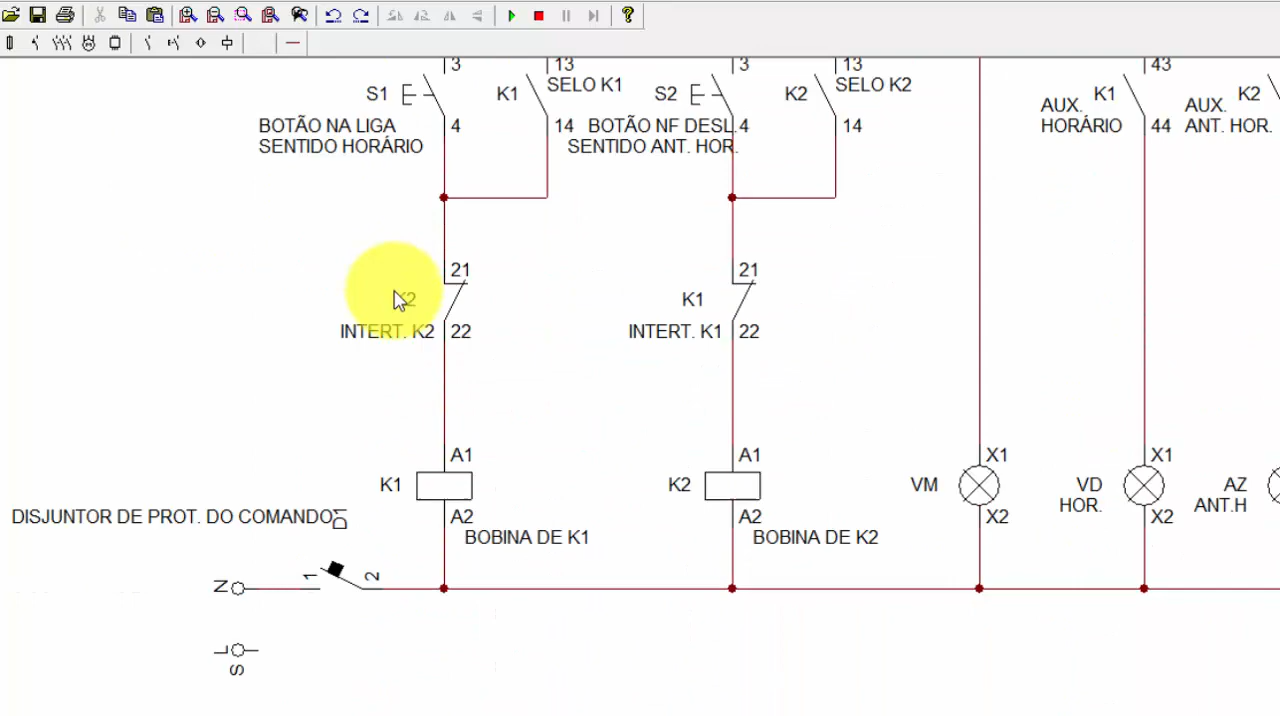 3
13
SELO K1
S1
K1
BOTÃO NA LIGA
SENTIDO HORÁRIO
4
14
3
13
SELO K2
S2
K2
BOTÃO NF DESL.
SENTIDO ANT. HOR.
4
14
43
AUX.
HORÁRIO
K1
44
AUX.
ANT. HOR.
K2
21
K2
INTERT. K2
22
21
K1
INTERT. K1
22
A1
K1
A2
BOBINA DE K1
A1
K2
A2
BOBINA DE K2
X1
VM
X2
X1
VD
HOR.
X2
AZ
ANT.H
DISJUNTOR DE PROT. DO COMANDO
D1
N
1
2
L
S